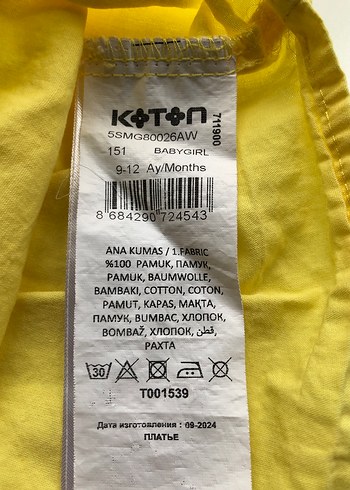 KOTON
711900
5SMG80026AW
151 BABYGIRL
9-12 Ay/Months
8 684290 724543
ANA KUMAS / 1.FABRIC
%100 PAMUK, ПАМУК,
PAMUK, BAUMWOLLE,
BAMBAKI, COTTON, COTON,
PAMUT, KAPAS, МАҚТА,
ПАМУК, BUMBAC, ХЛОПОК,
BOMBAŽ, ХЛОПОК, قطن,
PAXTA
30
T001539
Дата изготовления : 09-2024
ПЛАТЬЕ